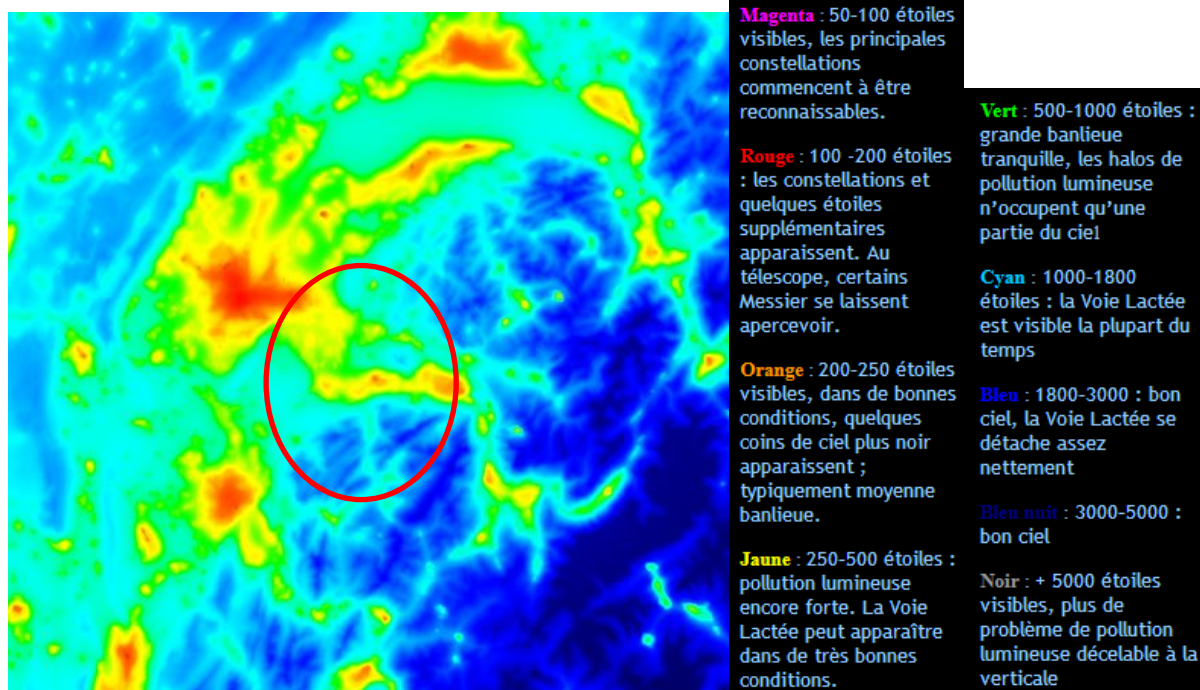 Magenta : 50-100 étoiles
visibles, les principales
constellations
commencent à être
reconnaissables.
Rouge : 100 -200 étoiles
: les constellations et
quelques étoiles
supplémentaires
apparaissent. Au
télescope, certains
Messier se laissent
apercevoir.
Orange : 200-250 étoiles
visibles, dans de bonnes
conditions, quelques
coins de ciel plus noir
apparaissent ;
typiquement moyenne
banlieue.
Jaune : 250-500 étoiles :
pollution lumineuse
encore forte. La Voie
Lactée peut apparaître
dans de très bonnes
conditions.
Vert : 500-1000 étoiles :
grande banlieue
tranquille, les halos de
pollution lumineuse
n'occupent qu'une
partie du ciel
Cyan : 1000-1800
étoiles : la Voie Lactée
est visible la plupart du
temps
Bleu : 1800-3000 : bon
ciel, la Voie Lactée se
détache assez
nettement
Bleu nuit : 3000-5000 :
bon ciel
Noir : + 5000 étoiles
visibles, plus de
problème de pollution
lumineuse décelable à la
verticale